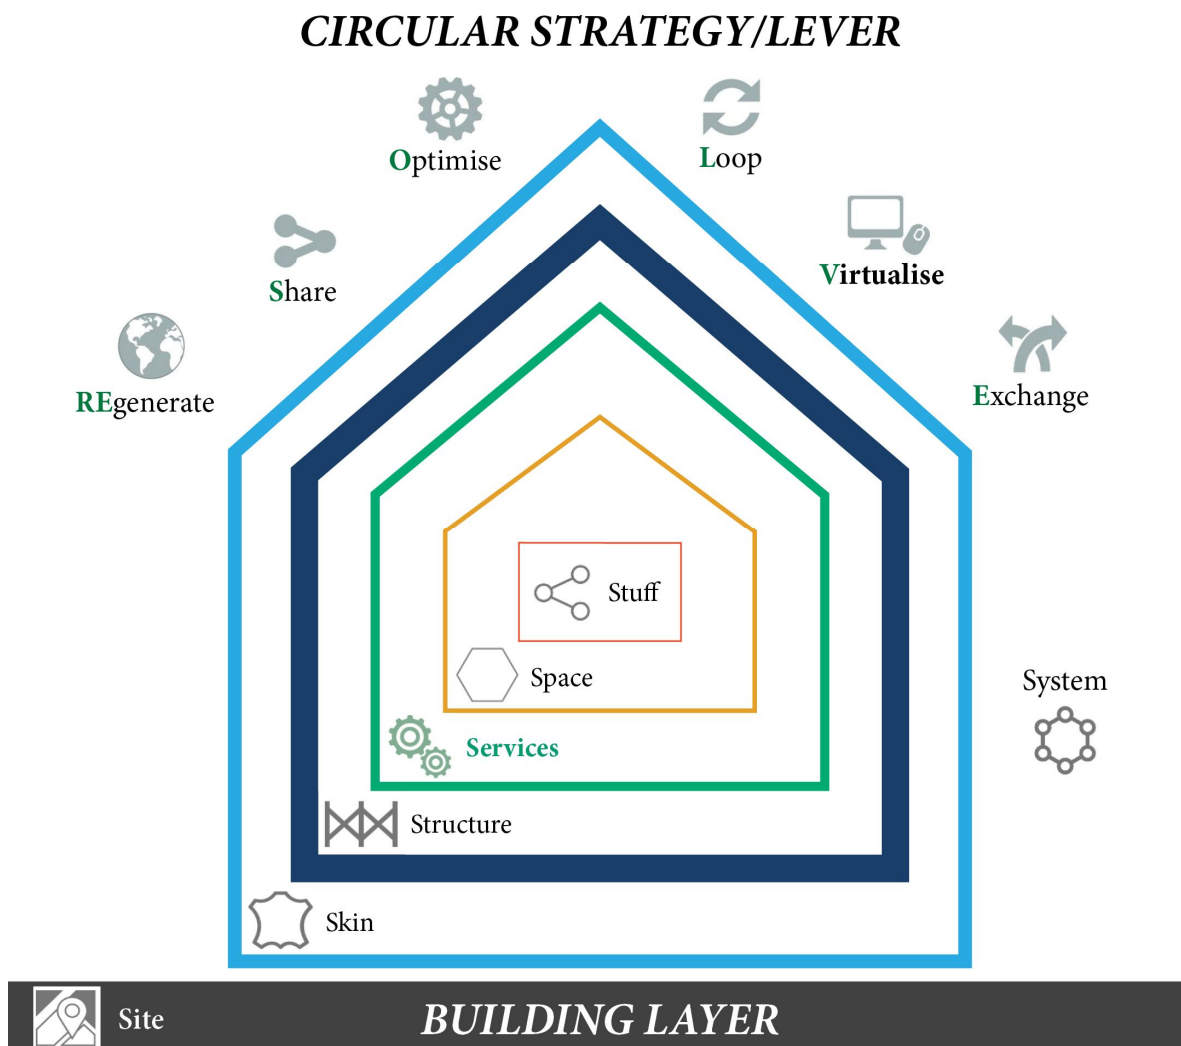 CIRCULAR STRATEGY/LEVER
Optimise
Loop
Share
Virtualise
REgenerate
Exchange
Stuff
Space
System
Services
Structure
Skin
Site
BUILDING LAYER